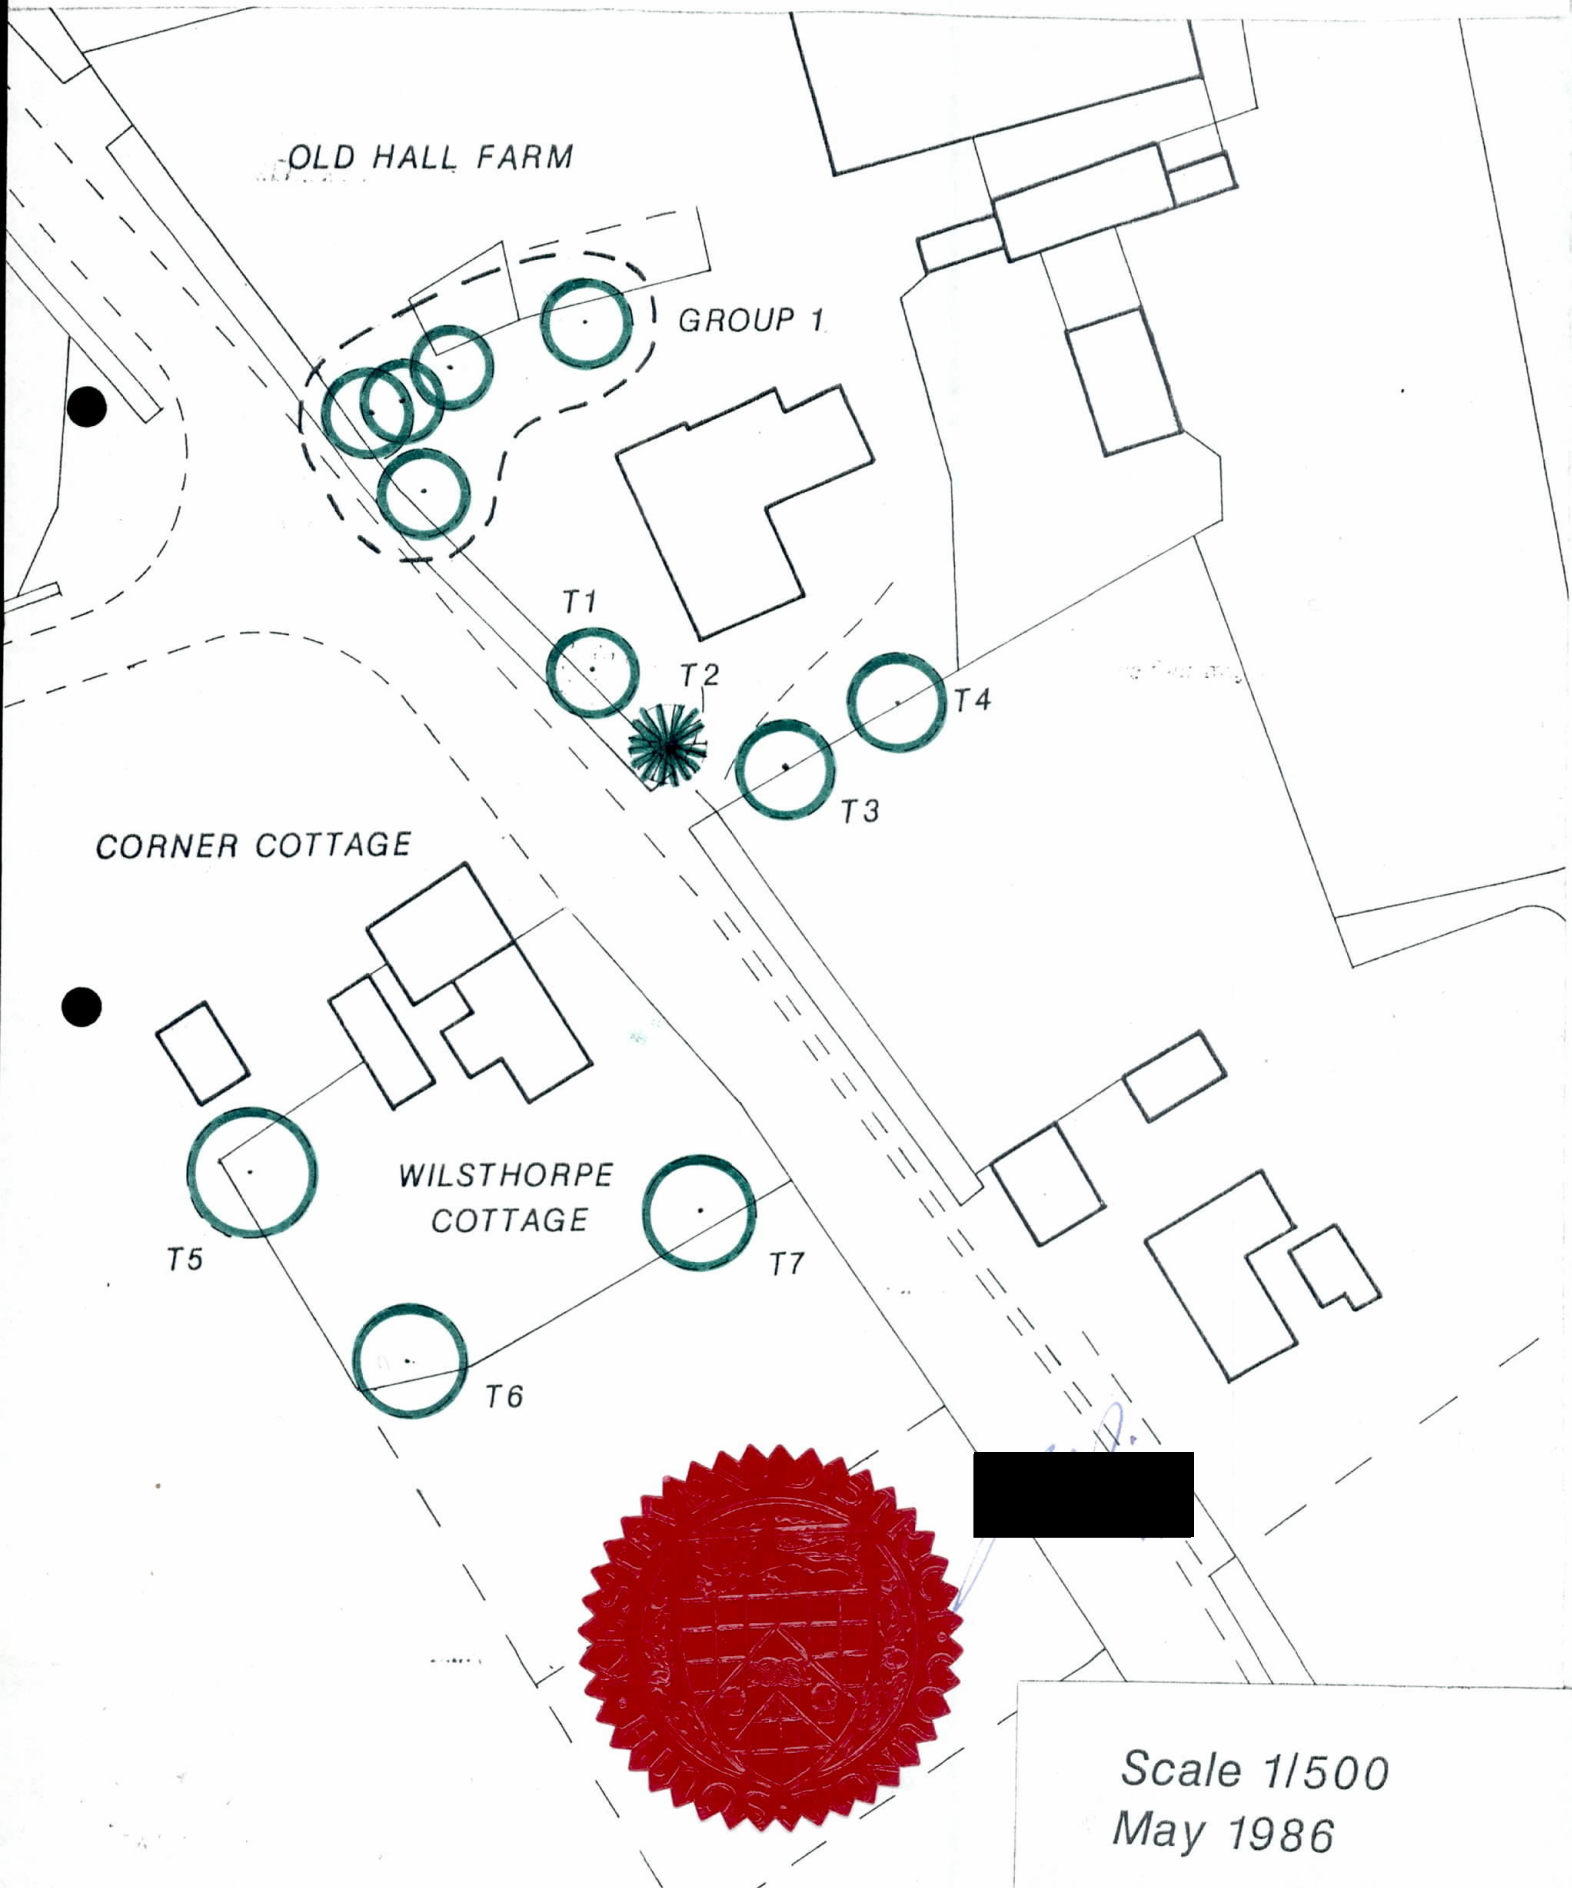 OLD HALL FARM
GROUP 1
T1
T2
T4
T3
CORNER COTTAGE
WILSTHORPE
COTTAGE
T5
T7
T6
Scale 1/500
May 1986